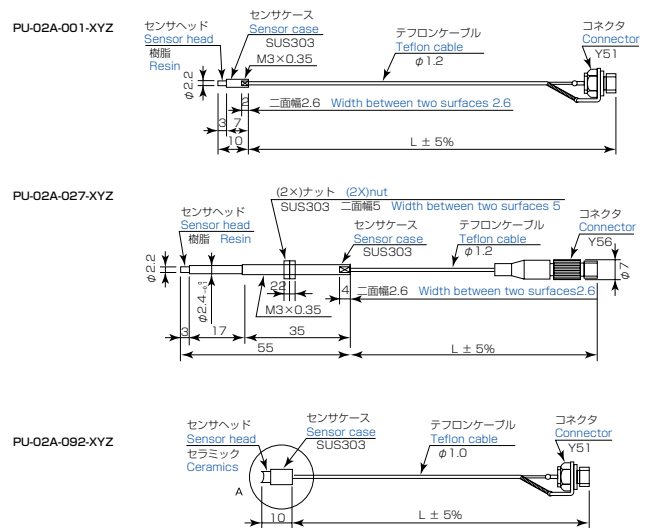 PU-02A-001-XYZ
センサヘッド
Sensor head
樹脂
Resin
センサケース
Sensor case
SUS303
M3×0.35
テフロンケーブル
Teflon cable
φ1.2
コネクタ
Connector
Y51
φ2.2
2
二面幅2.6 Width between two surfaces 2.6
3
7
10
L ± 5%
PU-02A-027-XYZ
(2×)ナット (2X)nut
SUS303 二面幅5 Width between two surfaces 5
センサヘッド
Sensor head
樹脂 Resin
センサケース
Sensor case
SUS303
テフロンケーブル
Teflon cable
φ1.2
コネクタ
Connector
Y56
φ2.2
φ2.4 -0.1
22
M3×0.35
4
二面幅2.6 Width between two surfaces2.6
φ7
3
17
35
55
L ± 5%
PU-02A-092-XYZ
センサヘッド
Sensor head
セラミック
Ceramics
センサケース
Sensor case
SUS303
テフロンケーブル
Teflon cable
φ1.0
コネクタ
Connector
Y51
A
10
L ± 5%